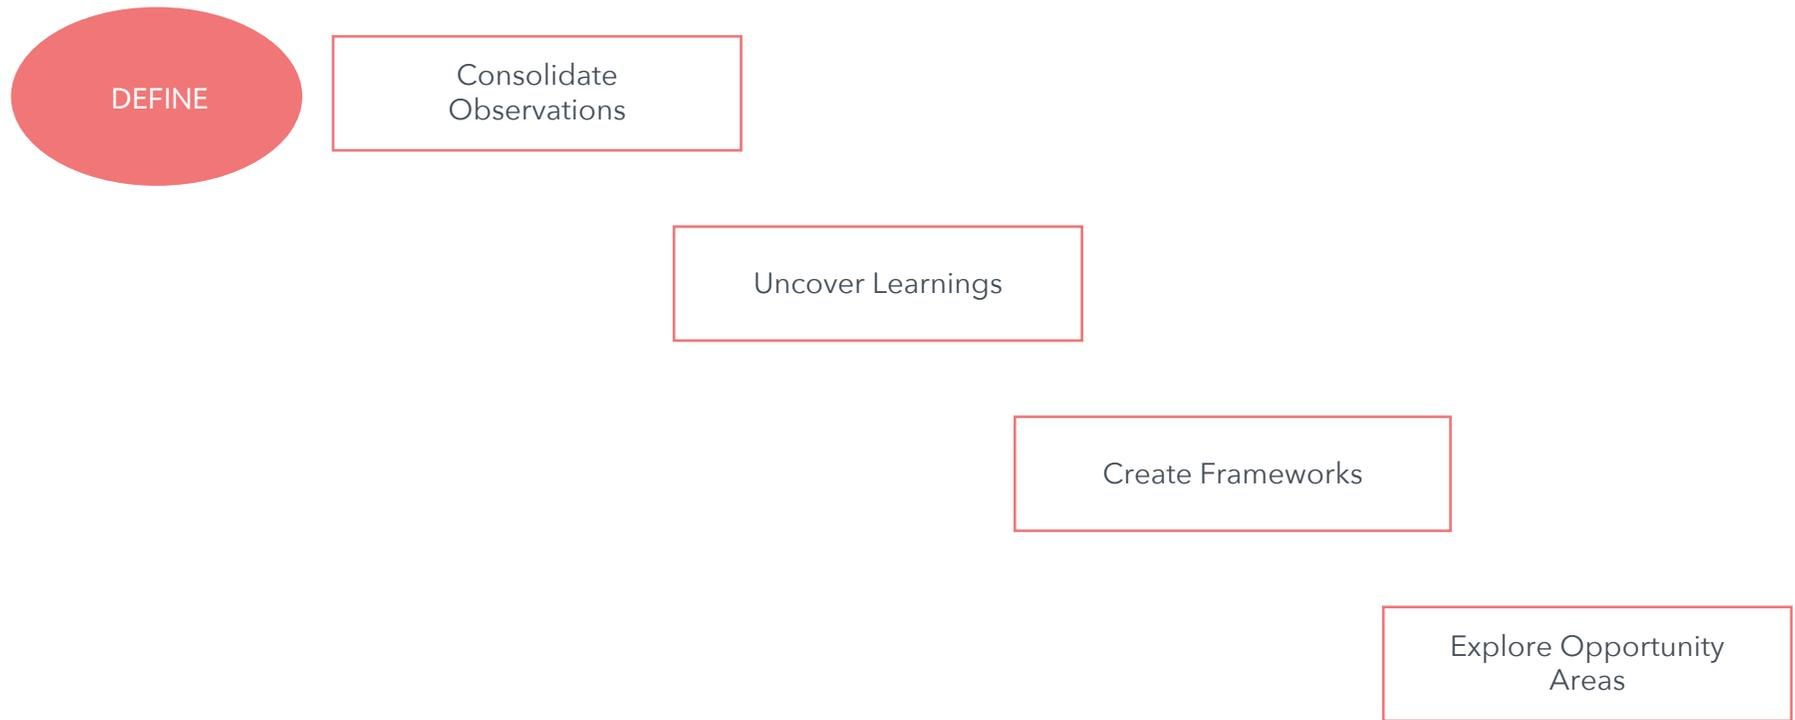 DEFINE
Consolidate
Observations
Uncover Learnings
Create Frameworks
Explore Opportunity
Areas